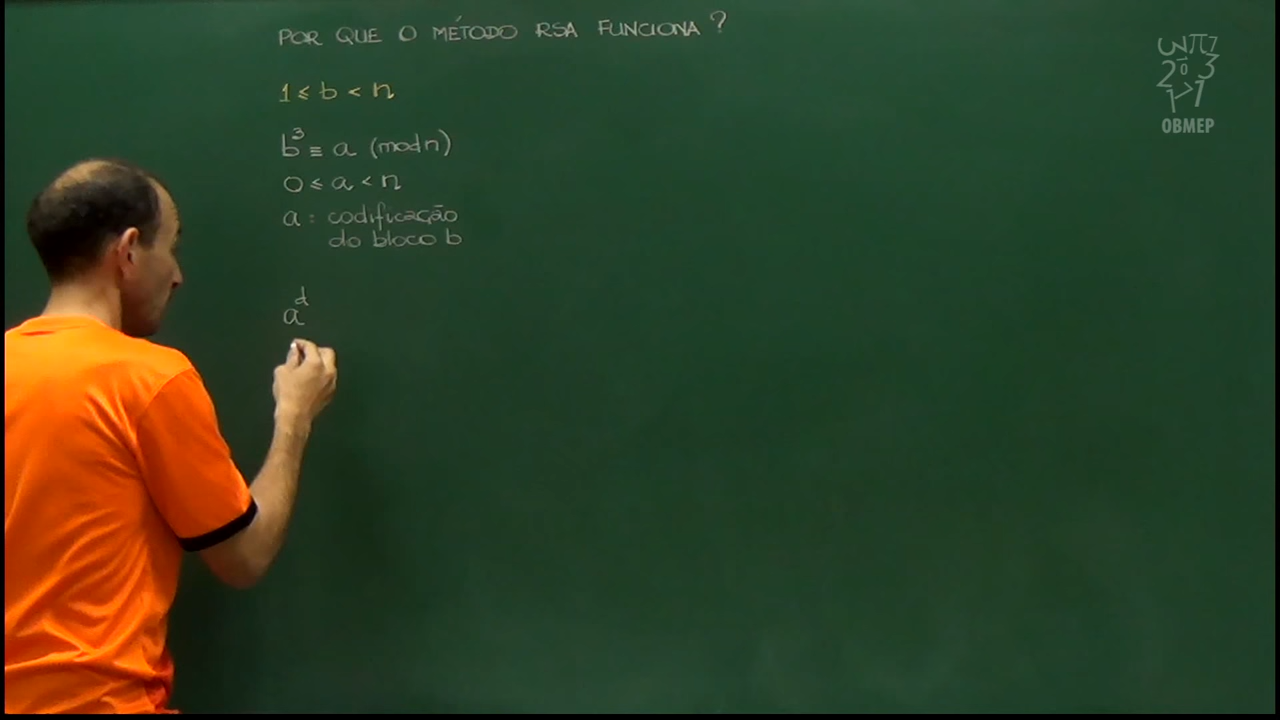 POR QUE O MÉTODO RSA FUNCIONA?
1 ≤ b < n
b³ ≡ a (mod n)
0 ≤ a < n
a : codificação
do bloco b
a^d
OBMEP